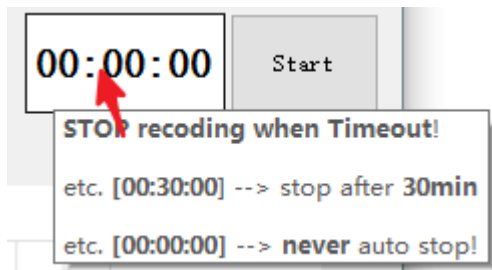 00:00:00 Start
STOP recoding when Timeout!
etc. [00:30:00] --> stop after 30min
etc. [00:00:00] --> never auto stop!